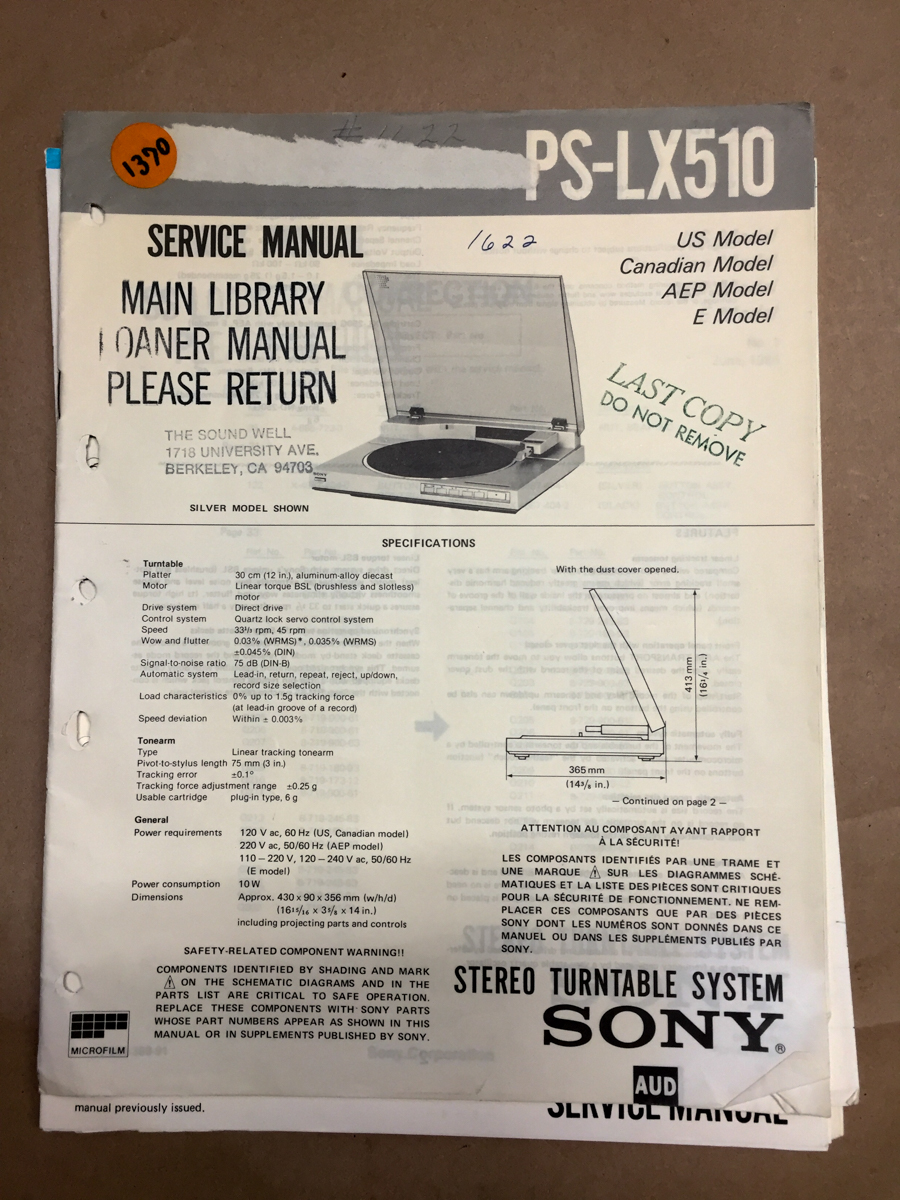 1370
# 1622
PS-LX510
SERVICE MANUAL
1622
US Model
Canadian Model
AEP Model
E Model
MAIN LIBRARY
LOANER MANUAL
PLEASE RETURN
LAST COPY
DO NOT REMOVE
THE SOUND WELL
1718 UNIVERSITY AVE.
BERKELEY, CA 94703
SILVER MODEL SHOWN
SPECIFICATIONS
Turntable
Platter 30 cm (12 in.), aluminum-alloy diecast
Motor Linear torque BSL (brushless and slotless)
motor
Drive system Direct drive
Control system Quartz lock servo control system
Speed 33 1/3 rpm, 45 rpm
Wow and flutter 0.03% (WRMS)*, 0.035% (WRMS)
±0.045% (DIN)
Signal-to-noise ratio 75 dB (DIN-B)
Automatic system Lead-in, return, repeat, reject, up/down,
record size selection
Load characteristics 0% up to 1.5g tracking force
(at lead-in groove of a record)
Speed deviation Within ± 0.003%
Tonearm
Type Linear tracking tonearm
Pivot-to-stylus length 75 mm (3 in.)
Tracking error ±0.1°
Tracking force adjustment range ±0.25 g
Usable cartridge plug-in type, 6 g
General
Power requirements 120 V ac, 60 Hz (US, Canadian model)
220 V ac, 50/60 Hz (AEP model)
110 – 220 V, 120 – 240 V ac, 50/60 Hz
(E model)
Power consumption 10 W
Dimensions Approx. 430 x 90 x 356 mm (w/h/d)
(16 15/16 x 3 5/8 x 14 in.)
including projecting parts and controls
SAFETY-RELATED COMPONENT WARNING!!
COMPONENTS IDENTIFIED BY SHADING AND MARK
⚠ ON THE SCHEMATIC DIAGRAMS AND IN THE
PARTS LIST ARE CRITICAL TO SAFE OPERATION.
REPLACE THESE COMPONENTS WITH SONY PARTS
WHOSE PART NUMBERS APPEAR AS SHOWN IN THIS
MANUAL OR IN SUPPLEMENTS PUBLISHED BY SONY.
MICROFILM
With the dust cover opened.
413 mm
(16 1/4 in.)
365 mm
(14 3/8 in.)
— Continued on page 2 —
ATTENTION AU COMPOSANT AYANT RAPPORT
À LA SÉCURITÉ!
LES COMPOSANTS IDENTIFIÉS PAR UNE TRAME ET
UNE MARQUE ⚠ SUR LES DIAGRAMMES SCHÉ-
MATIQUES ET LA LISTE DES PIÈCES SONT CRITIQUES
POUR LA SÉCURITÉ DE FONCTIONNEMENT. NE REM-
PLACER CES COMPOSANTS QUE PAR DES PIÈCES
SONY DONT LES NUMÉROS SONT DONNÉS DANS CE
MANUEL OU DANS LES SUPPLÉMENTS PUBLIÉS PAR
SONY.
STEREO TURNTABLE SYSTEM
SONY®
AUD
manual previously issued.
SERVICE MANUAL